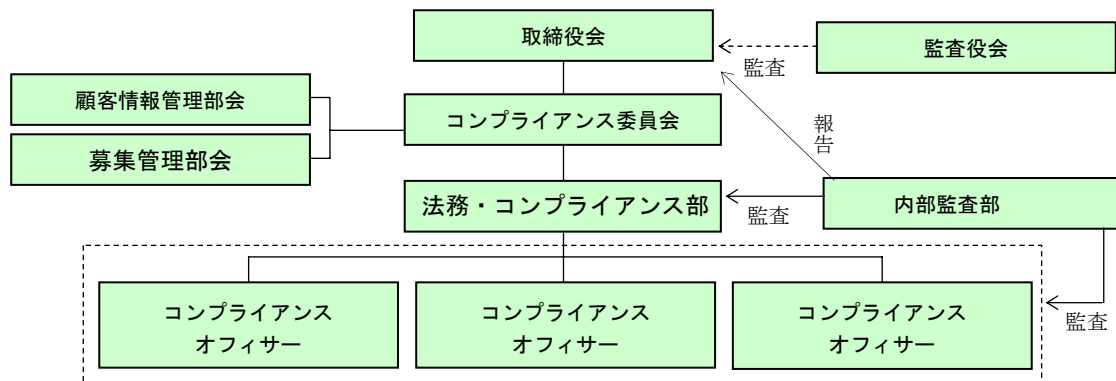 取締役会
監査役会
監査
顧客情報管理部会
コンプライアンス委員会
報告
募集管理部会
法務・コンプライアンス部
監査
内部監査部
コンプライアンス
オフィサー
コンプライアンス
オフィサー
コンプライアンス
オフィサー
監査